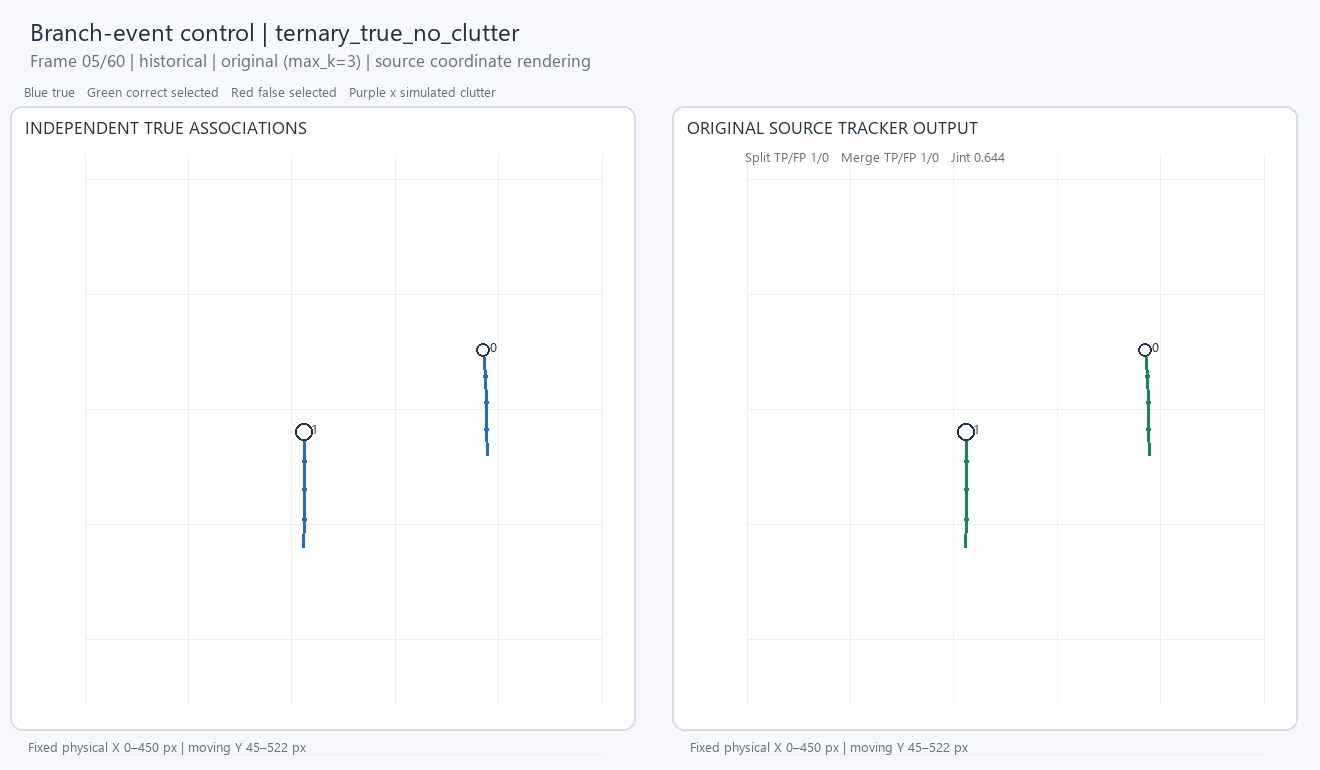 Branch-event control | ternary_true_no_clutter
Frame 05/60 | historical | original (max_k=3) | source coordinate rendering
Blue true Green correct selected Red false selected Purple x simulated clutter
INDEPENDENT TRUE ASSOCIATIONS
0
1
Fixed physical X 0–450 px | moving Y 45–522 px
ORIGINAL SOURCE TRACKER OUTPUT
Split TP/FP 1/0 Merge TP/FP 1/0 Jint 0.644
0
1
Fixed physical X 0–450 px | moving Y 45–522 px